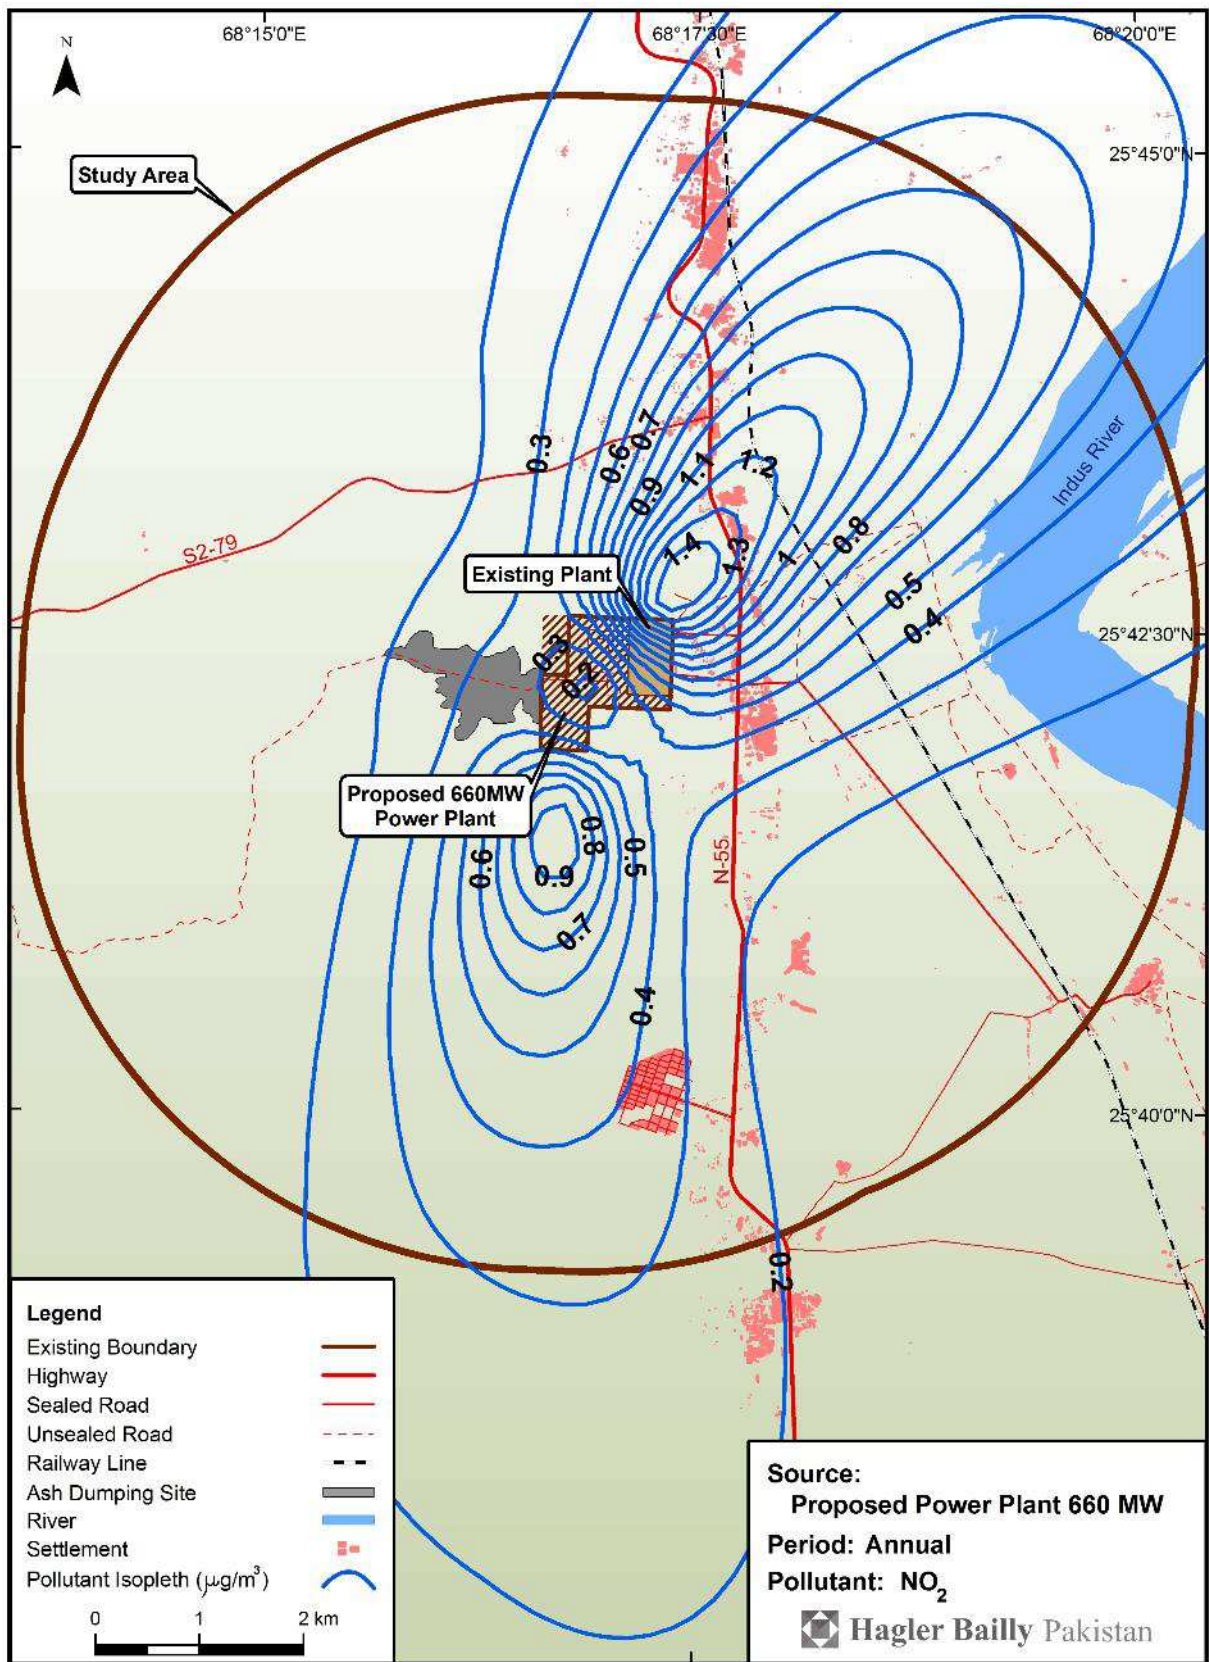 N
68°15'0"E
68°17'30"E
68°20'0"E
25°45'0"N
Study Area
Indus River
0.3
0.6
0.7
0.9
1.1
1.2
S2-79
1.4
1.3
1
0.8
Existing Plant
0.5
0.4
25°42'30"N
0.3
0.2
Proposed 660MW
Power Plant
0.8
0.5
0.6
0.9
N-55
0.7
0.4
25°40'0"N
0.2
Legend
Existing Boundary
Highway
Sealed Road
Unsealed Road
Railway Line
Ash Dumping Site
River
Settlement
Pollutant Isopleth (µg/m³)
0 1 2 km
Source:
Proposed Power Plant 660 MW
Period: Annual
Pollutant: NO₂
Hagler Bailly Pakistan